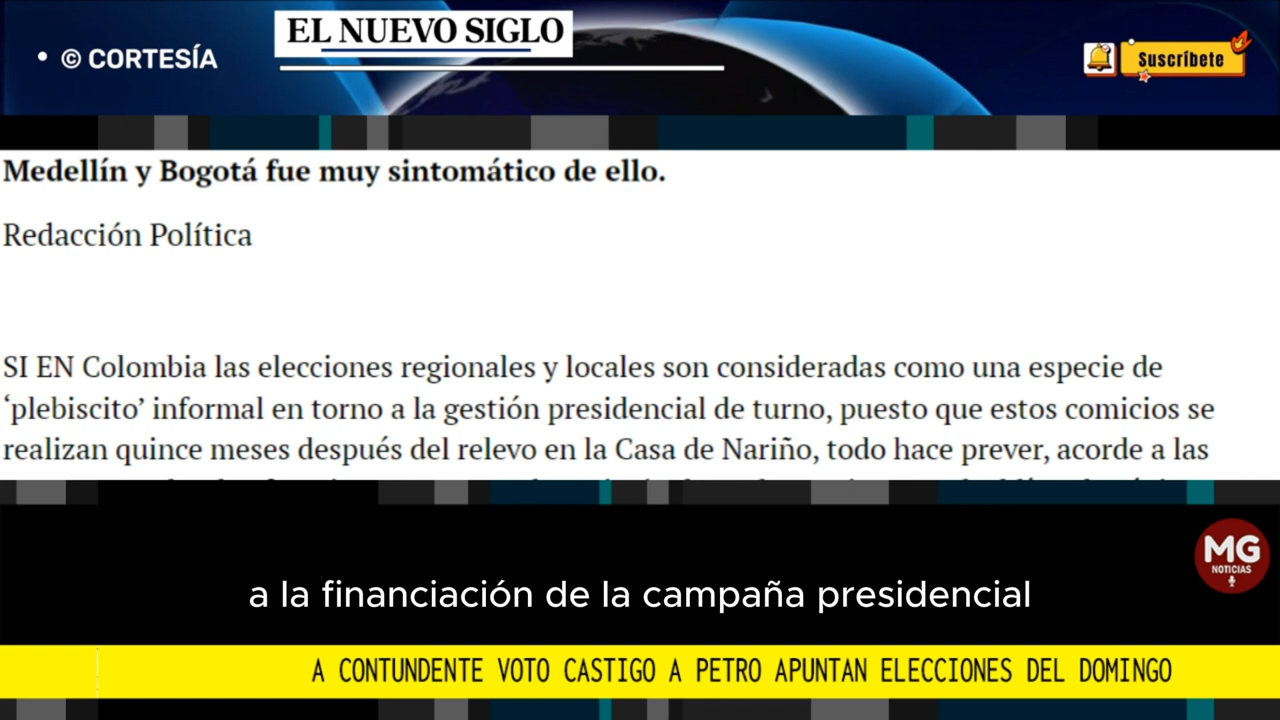 EL NUEVO SIGLO
• © CORTESÍA
Suscríbete
Medellín y Bogotá fue muy sintomático de ello.
Redacción Política
SI EN Colombia las elecciones regionales y locales son consideradas como una especie de
‘plebiscito’ informal en torno a la gestión presidencial de turno, puesto que estos comicios se
realizan quince meses después del relevo en la Casa de Nariño, todo hace prever, acorde a las
MG
NOTICIAS
a la financiación de la campaña presidencial
A CONTUNDENTE VOTO CASTIGO A PETRO APUNTAN ELECCIONES DEL DOMINGO